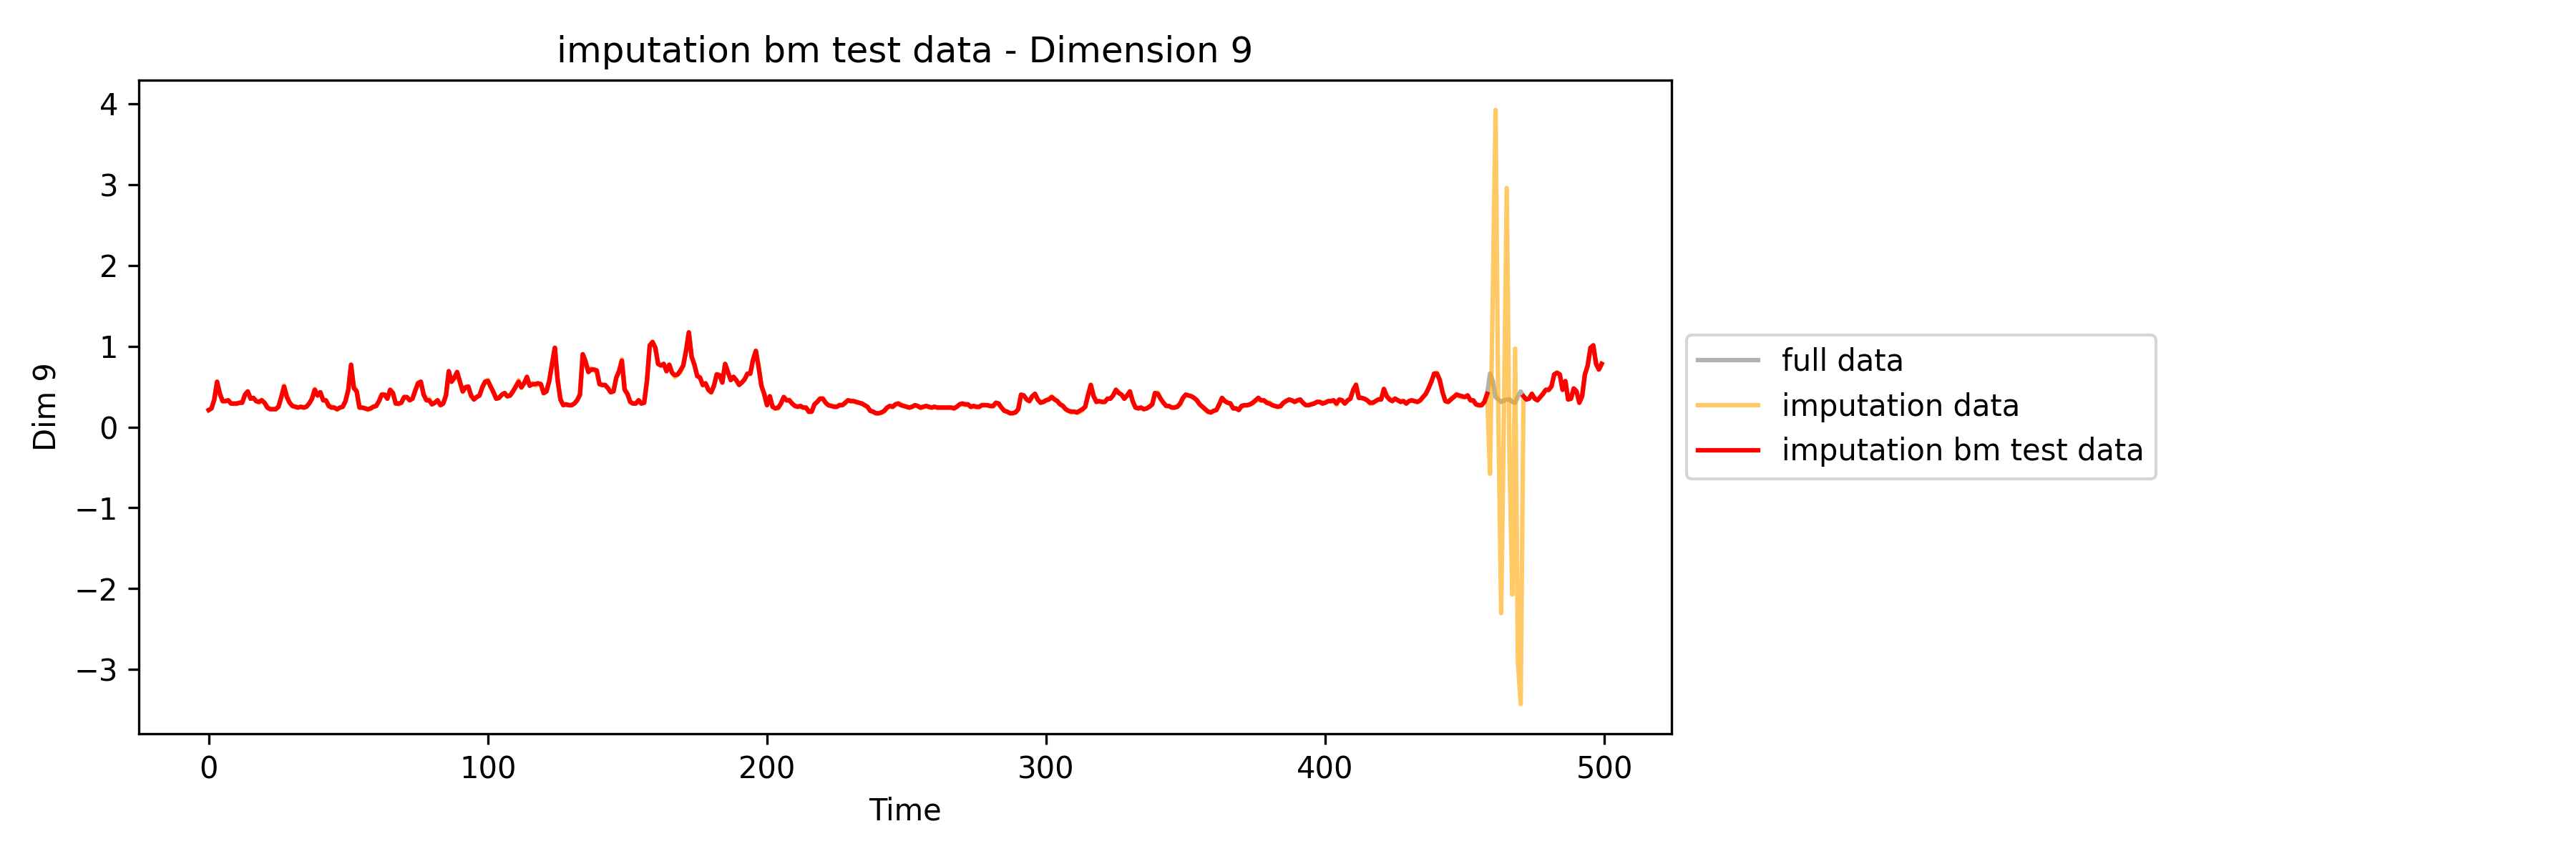 imputation bm test data - Dimension 9
4
3
2
1
0
−1
−2
−3
Dim 9
0
100
200
300
400
500
Time
full data
imputation data
imputation bm test data